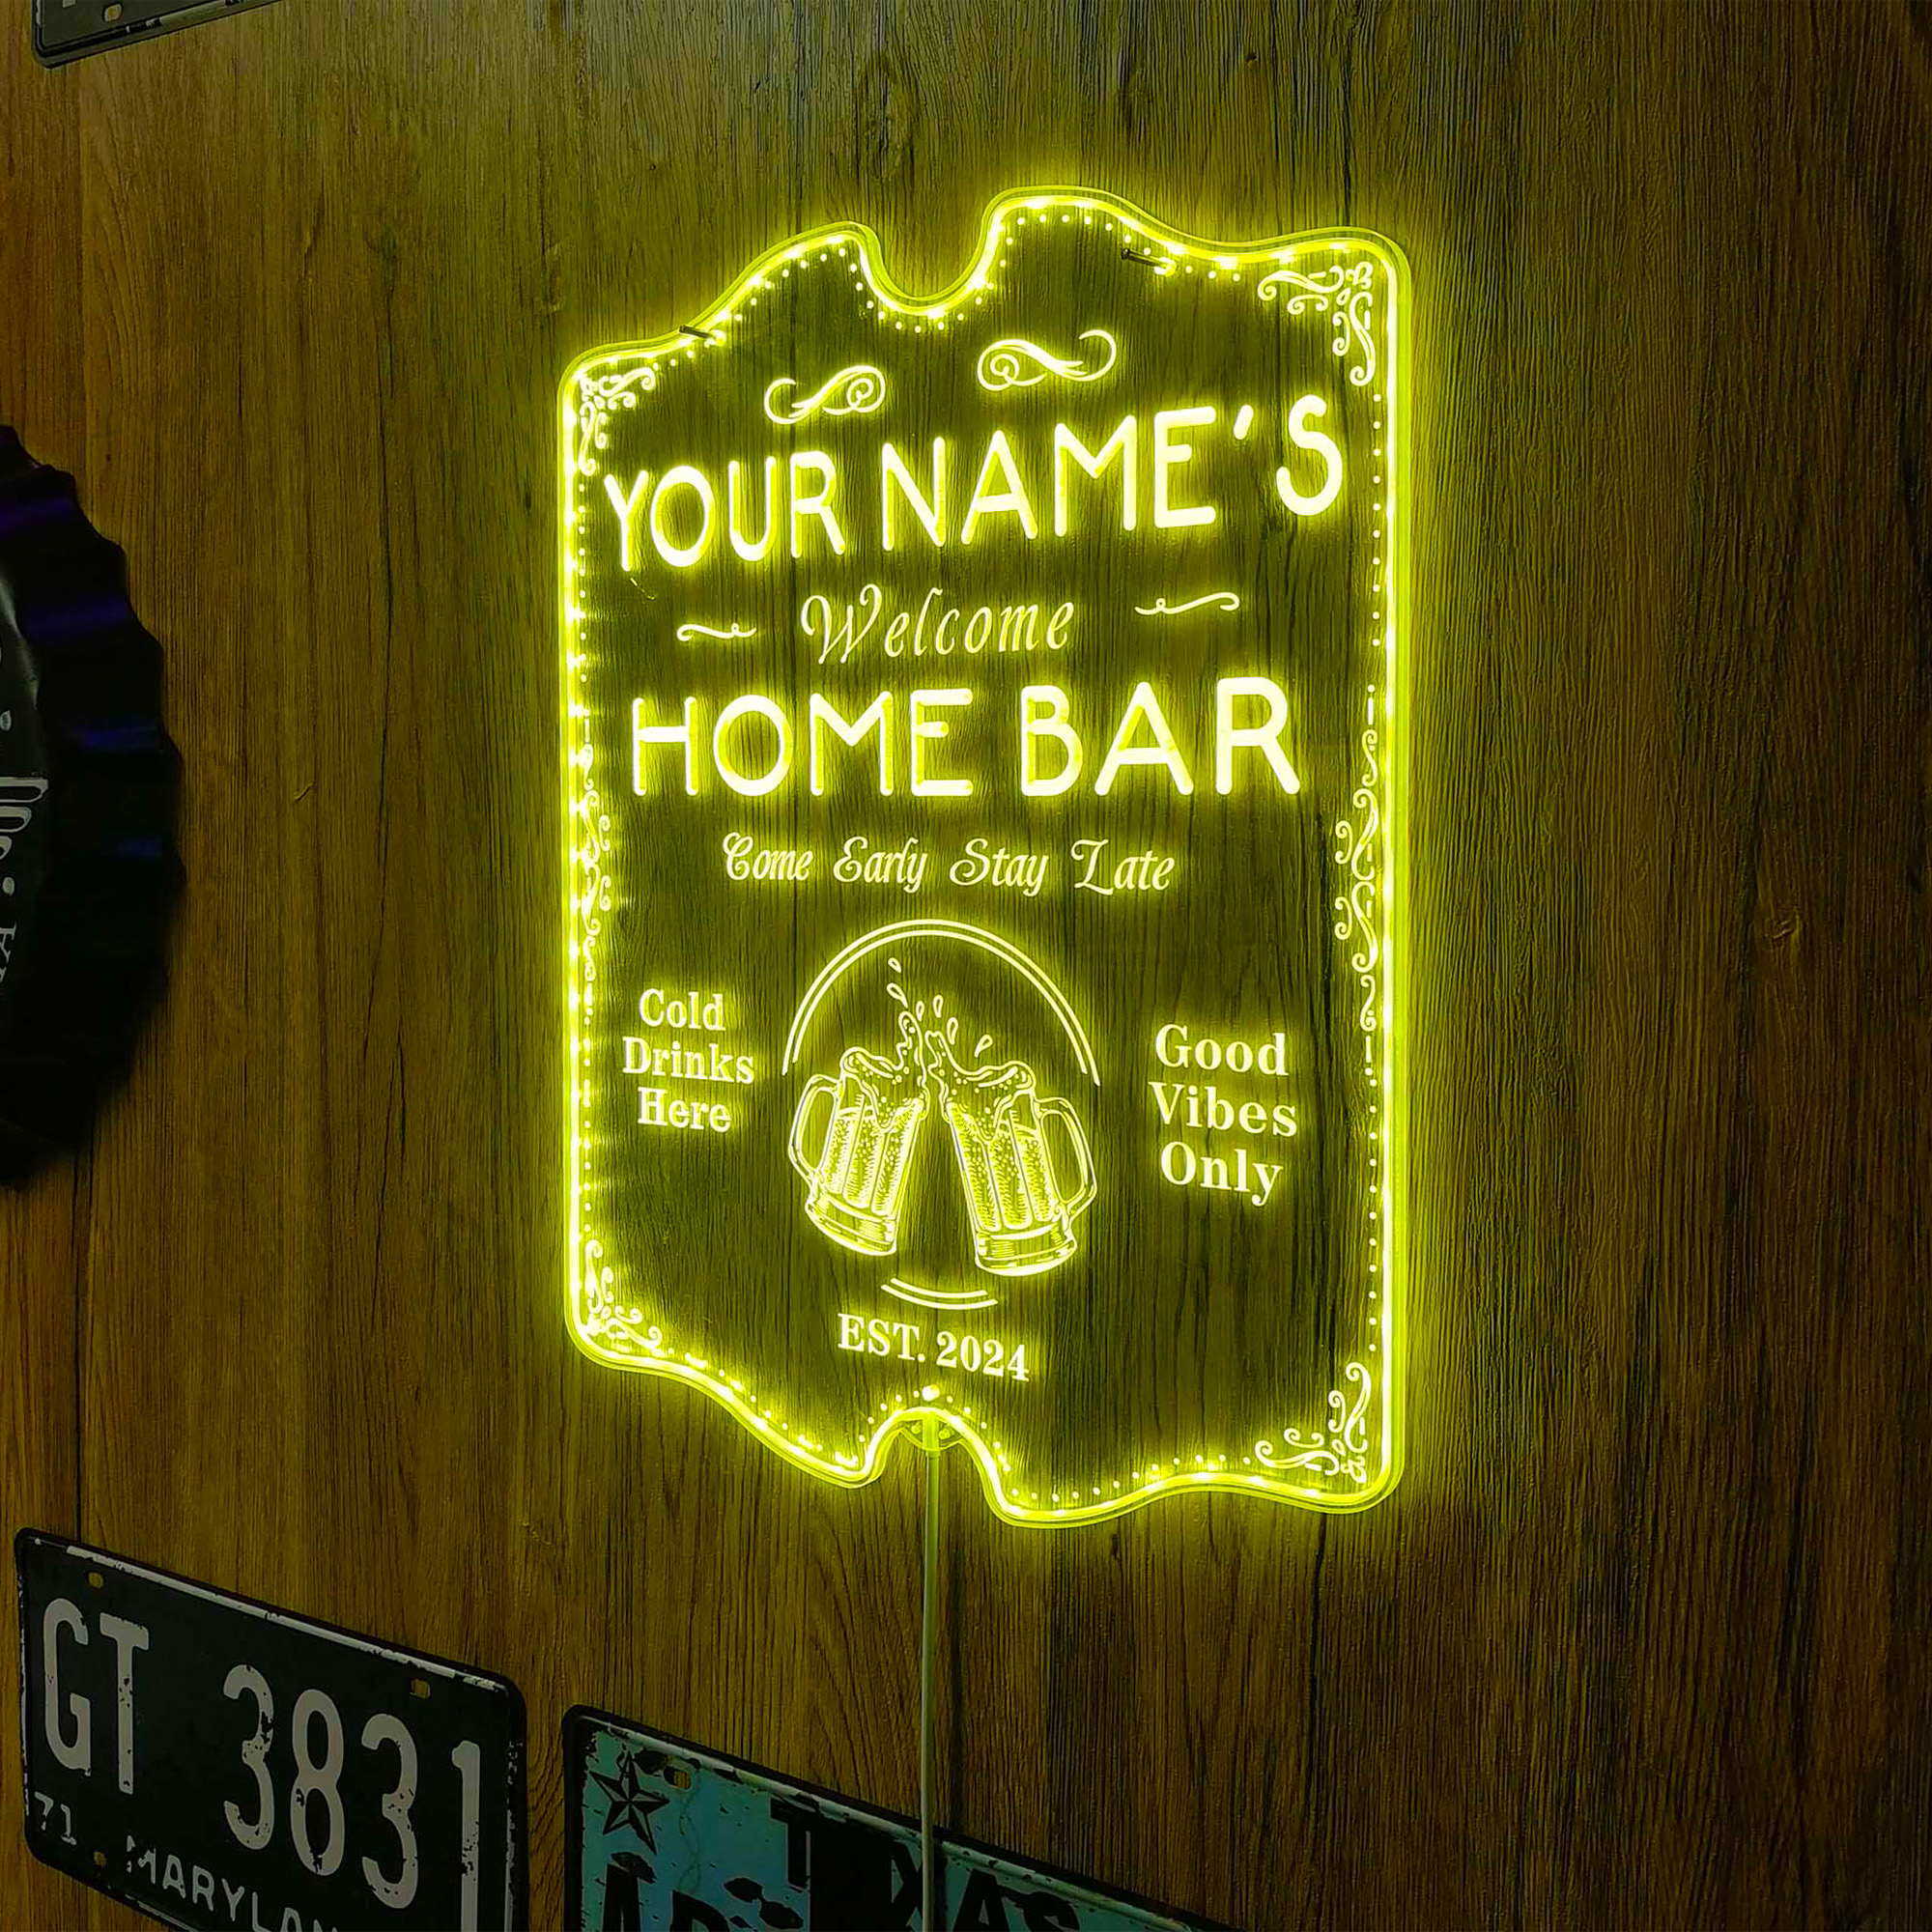 YOUR NAME'S
Welcome
HOME BAR
Come Early Stay Late
Cold
Drinks
Here
Good
Vibes
Only
EST. 2024
GT 3831
71